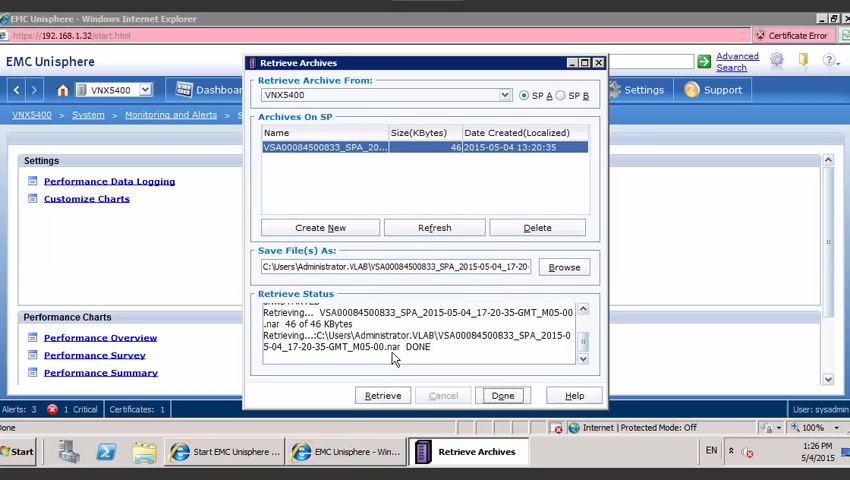 EMC Unisphere - Windows Internet Explorer
https://192.168.1.32/start.html
Certificate Error
EMC Unisphere
Retrieve Archives
Advanced
Search
VNX5400
Dashboar
Settings
Support
Retrieve Archive From:
VNX5400
SP A
SP B
VNX5400 > System > Monitoring and Alerts > S
Archives On SP
Name
Size(KBytes)
Date Created(Localized)
VSA00084500833_SPA_20...
46
2015-05-04 13:20:35
Settings
Performance Data Logging
Customize Charts
Create New
Refresh
Delete
Save File(s) As:
C:\Users\Administrator.VLAB\VSA00084500833_SPA_2015-05-04_17-20-
Browse
Retrieve Status
Retrieving... VSA00084500833_SPA_2015-05-04_17-20-35-GMT_M05-00
.nar 46 of 46 KBytes
Retrieving...:C:\Users\Administrator.VLAB\VSA00084500833_SPA_2015-0
5-04_17-20-35-GMT_M05-00.nar DONE
Performance Charts
Performance Overview
Performance Survey
Performance Summary
Retrieve
Cancel
Done
Help
Alerts: 3
1 Critical
Certificates: 1
User: sysadmin
Done
Internet | Protected Mode: Off
100%
Start
Start EMC Unisphere ...
EMC Unisphere - Win...
Retrieve Archives
EN
1:26 PM
5/4/2015